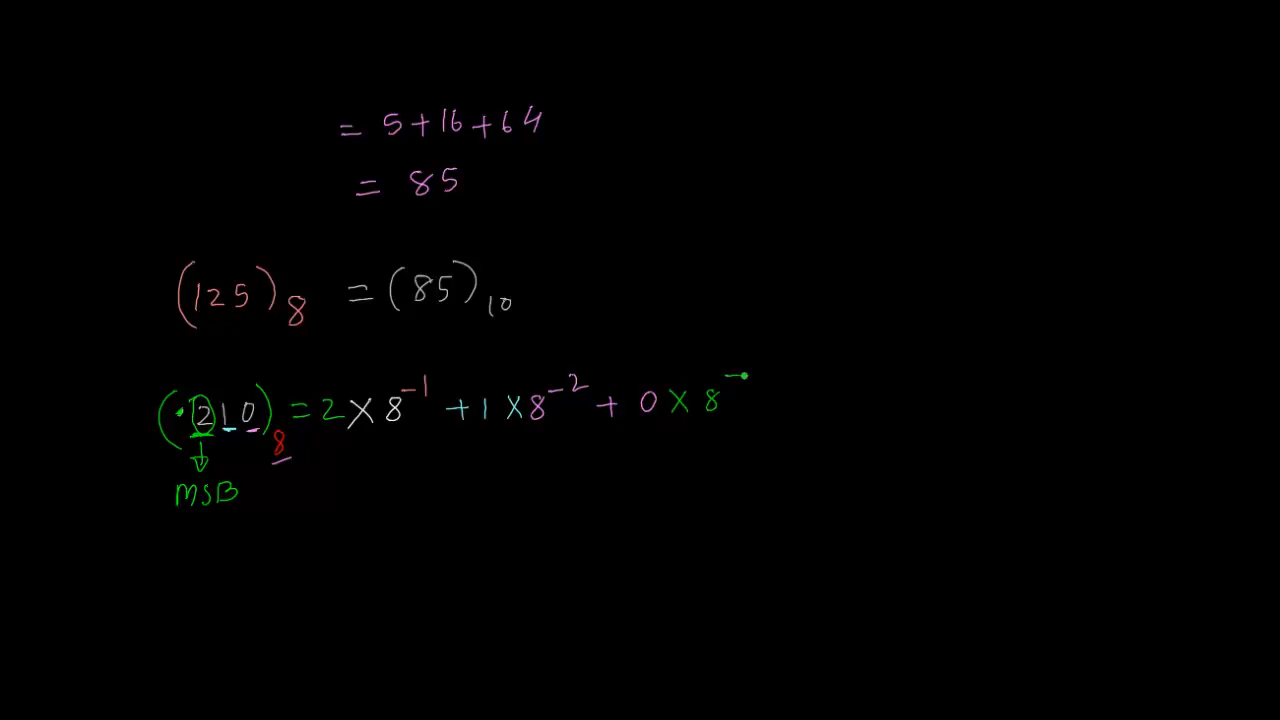 = 5+16+64
= 85
(125)₈ = (85)₁₀
(.210)₈ = 2 × 8⁻¹ + 1 × 8⁻² + 0 × 8⁻
MSB